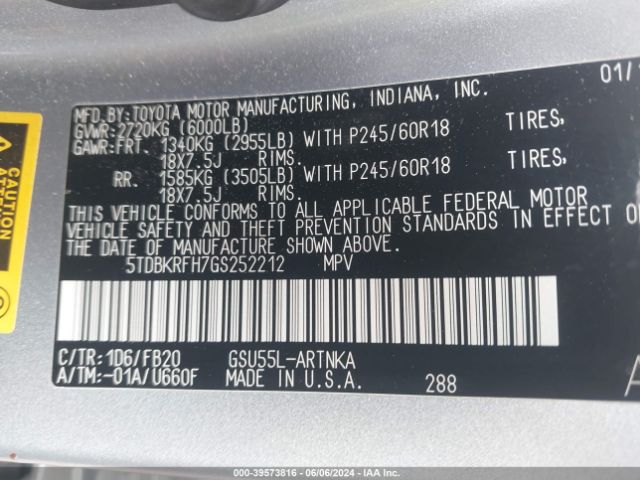 01/1
MFD.BY:TOYOTA MOTOR MANUFACTURING, INDIANA, INC.
GVWR:2720KG (6000LB)
GAWR:FRT. 1340KG (2955LB) WITH P245/60R18 TIRES,
18X7.5J RIMS.
RR. 1585KG (3505LB) WITH P245/60R18 TIRES,
18X7.5J RIMS.
THIS VEHICLE CONFORMS TO ALL APPLICABLE FEDERAL MOTOR
VEHICLE SAFETY AND THEFT PREVENTION STANDARDS IN EFFECT O
THE DATE OF MANUFACTURE SHOWN ABOVE.
5TDBKRFH7GS252212 MPV
C/TR:1D6/FB20 GSU55L-ARTNKA
A/TM:-01A/U660F MADE IN U.S.A. 288
CAUTION
000-39573816 - 06/06/2024 - IAA Inc.